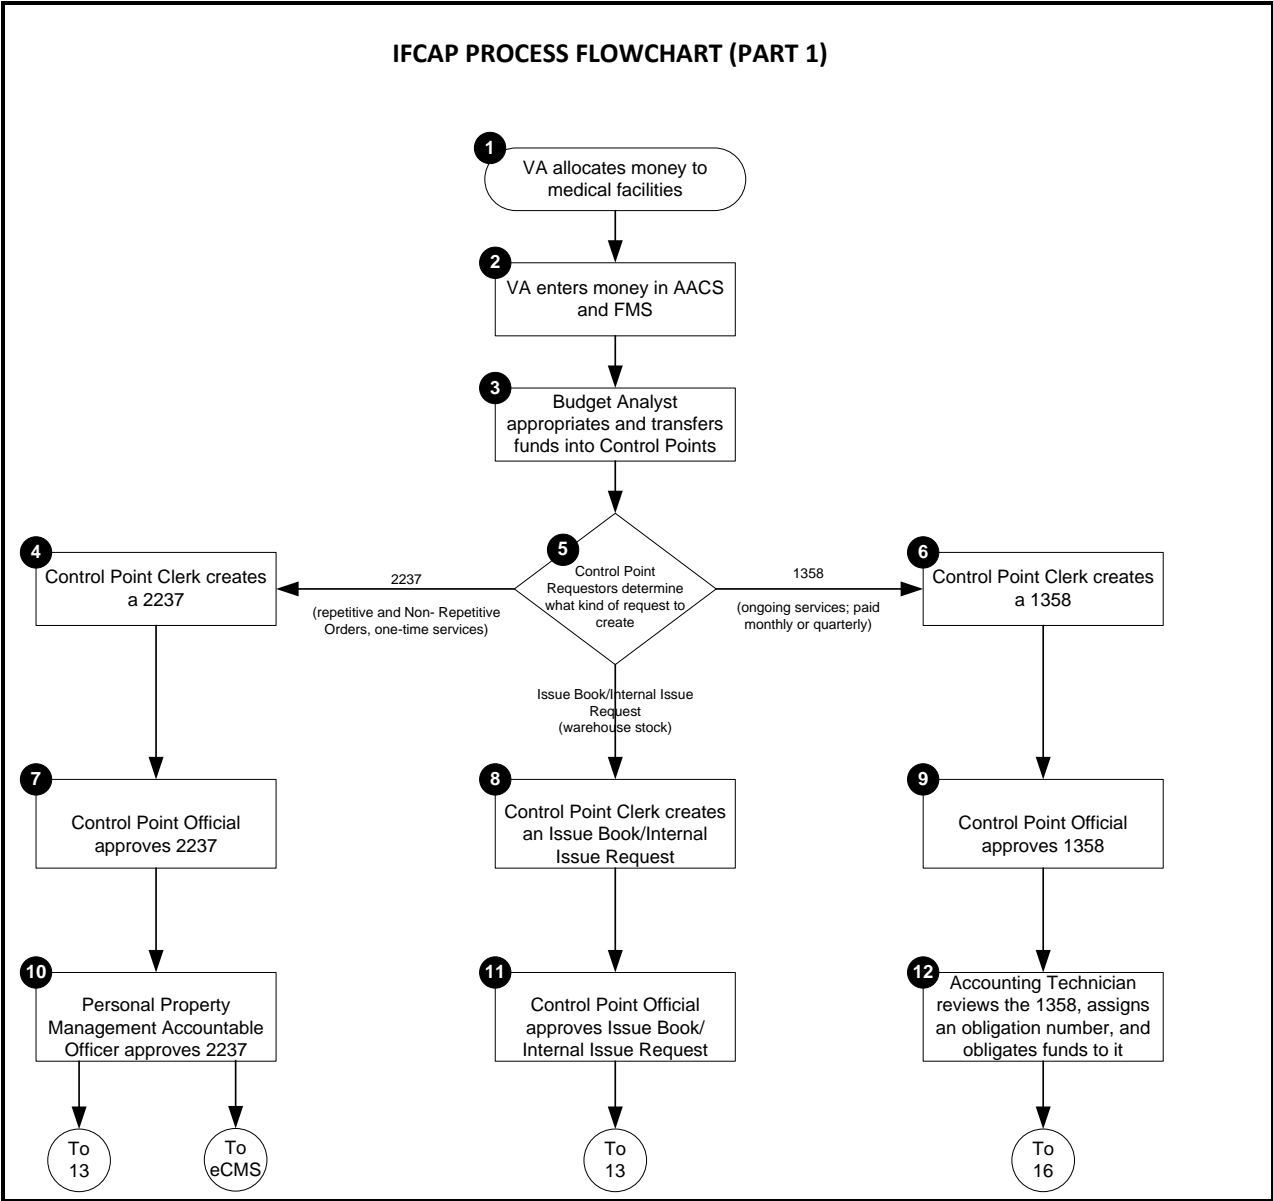 IFCAP PROCESS FLOWCHART (PART 1)
1
VA allocates money to
medical facilities
2
VA enters money in AACS
and FMS
3
Budget Analyst
appropriates and transfers
funds into Control Points
4
Control Point Clerk creates
a 2237
2237
(repetitive and Non- Repetitive
Orders, one-time services)
5
Control Point
Requestors determine
what kind of request to
create
1358
(ongoing services; paid
monthly or quarterly)
6
Control Point Clerk creates
a 1358
Issue Book/Internal Issue
Request
(warehouse stock)
7
Control Point Official
approves 2237
8
Control Point Clerk creates
an Issue Book/Internal
Issue Request
9
Control Point Official
approves 1358
10
Personal Property
Management Accountable
Officer approves 2237
11
Control Point Official
approves Issue Book/
Internal Issue Request
12
Accounting Technician
reviews the 1358, assigns
an obligation number, and
obligates funds to it
To
13
To
eCMS
To
13
To
16